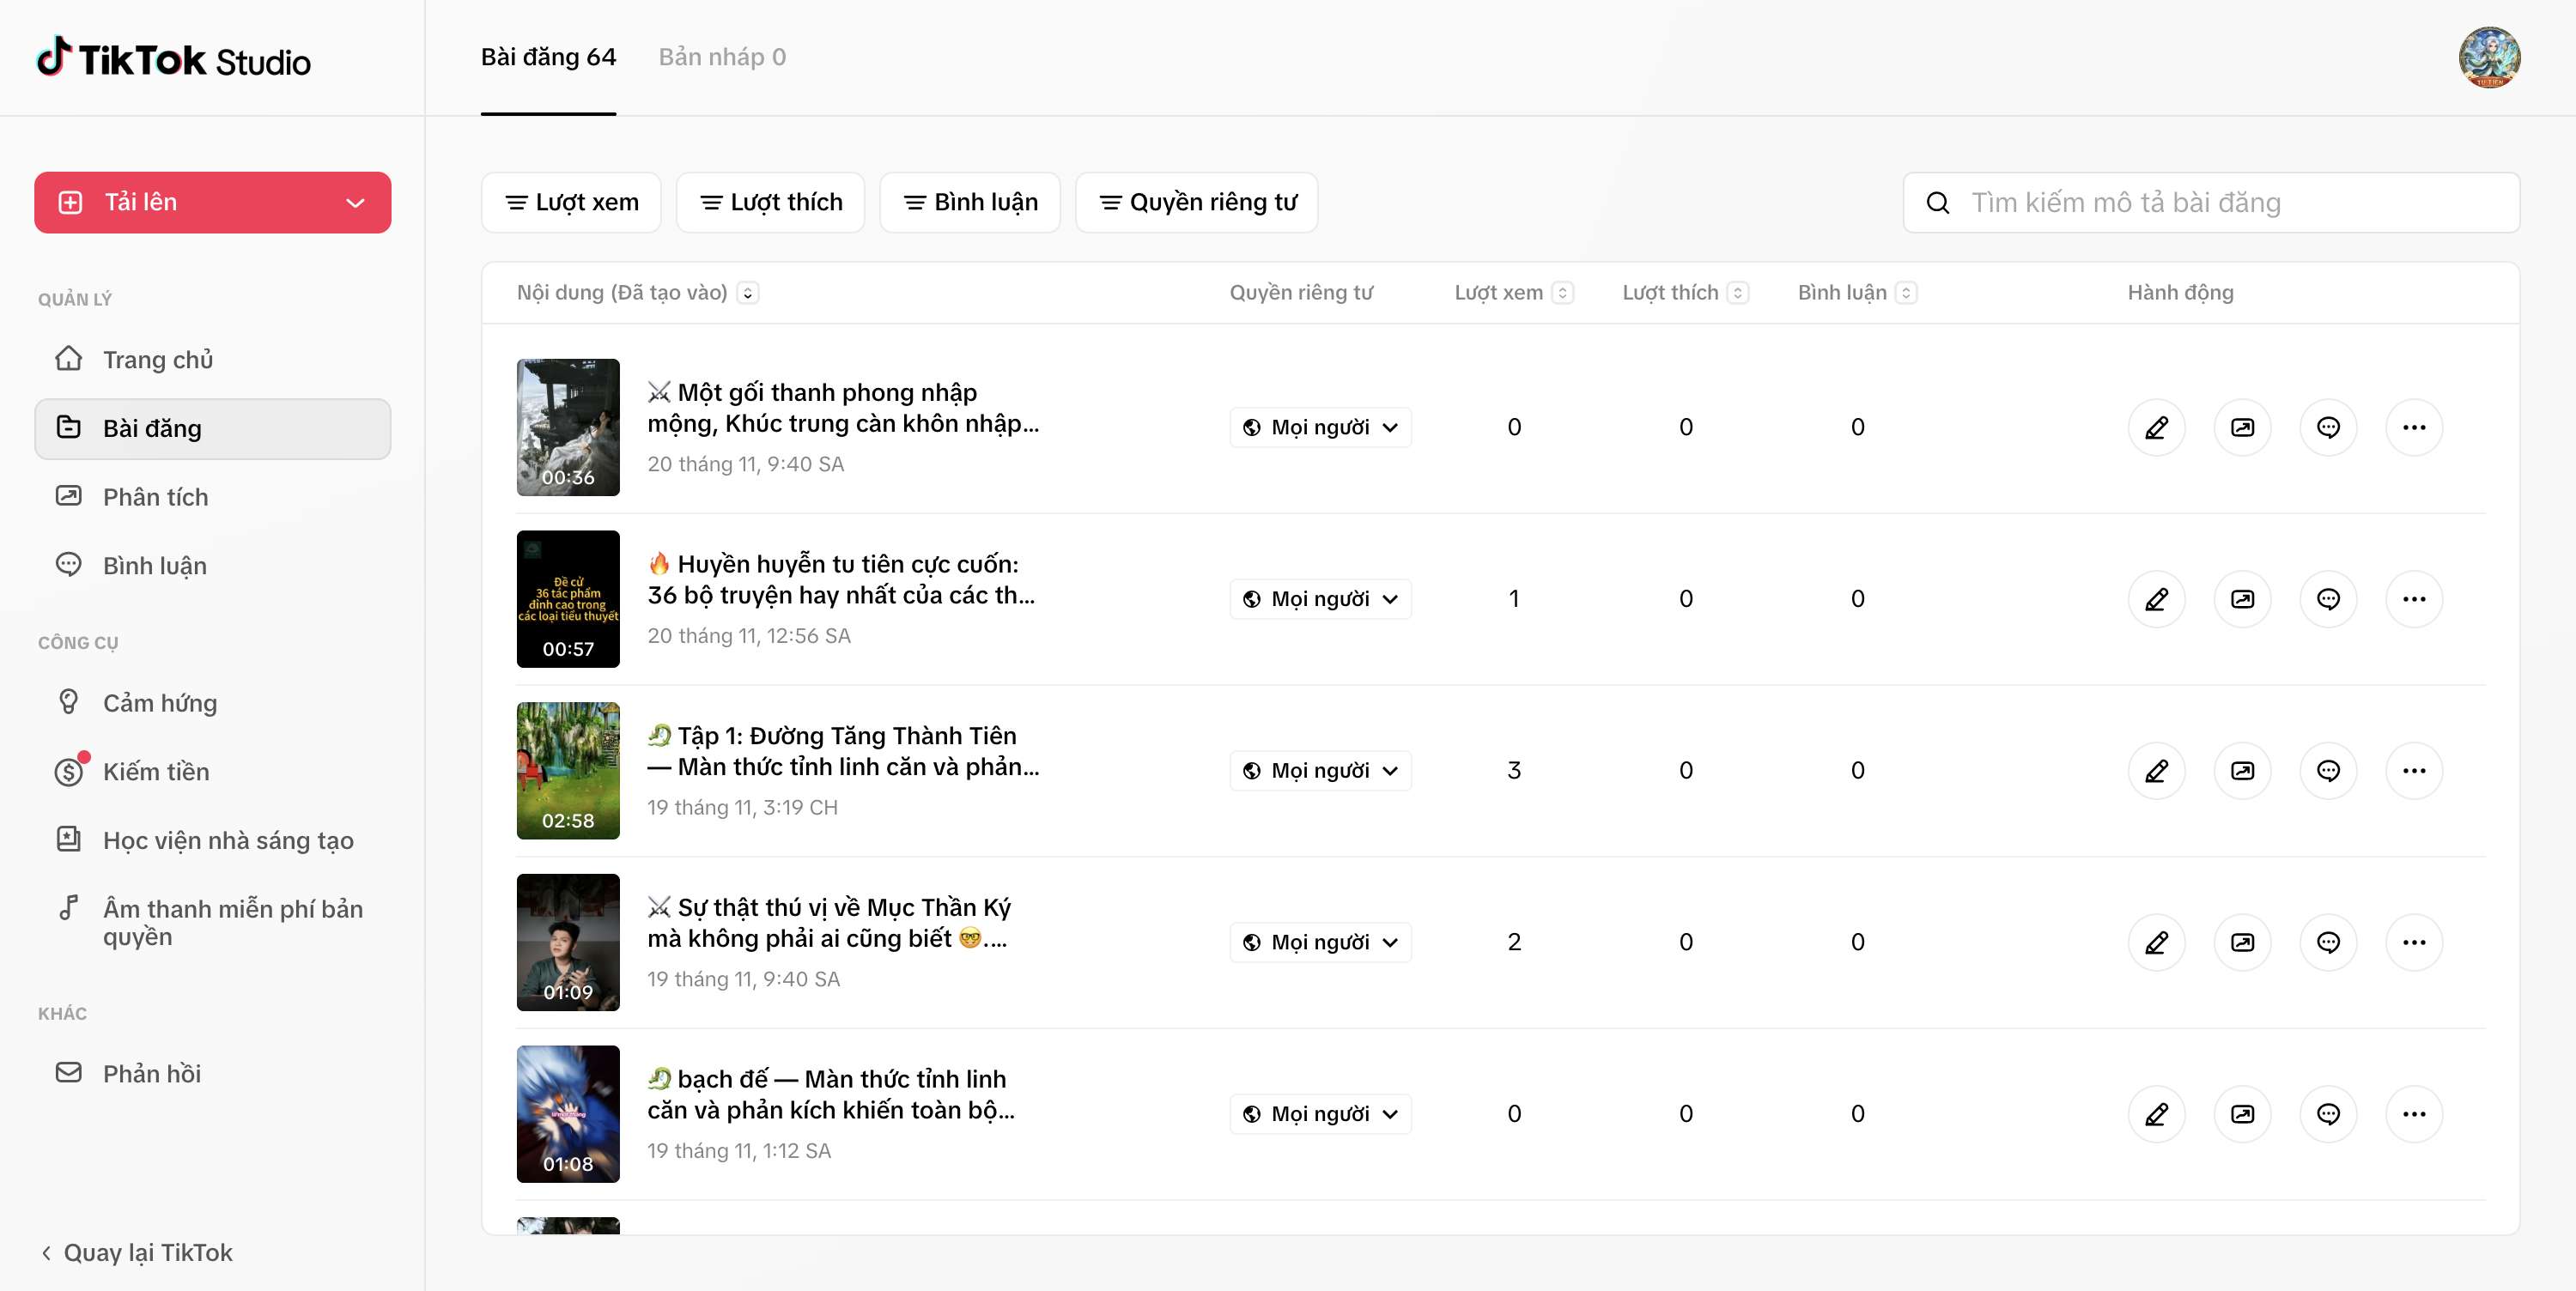 TikTok Studio
Bài đăng 64
Bản nháp 0
Tải lên
QUẢN LÝ
Trang chủ
Bài đăng
Phân tích
Bình luận
CÔNG CỤ
Cảm hứng
Kiếm tiền
Học viện nhà sáng tạo
Âm thanh miễn phí bản
quyền
KHÁC
Phản hồi
Quay lại TikTok
Lượt xem
Lượt thích
Bình luận
Quyền riêng tư
Tìm kiếm mô tả bài đăng
Nội dung (Đã tạo vào)
Quyền riêng tư
Lượt xem
Lượt thích
Bình luận
Hành động
00:36
⚔️ Một gối thanh phong nhập
mộng, Khúc trung càn khôn nhập...
20 tháng 11, 9:40 SA
Mọi người
0
0
0
Đề cử
36 tác phẩm
đỉnh cao trong
các loại tiểu thuyết
00:57
🔥 Huyền huyễn tu tiên cực cuốn:
36 bộ truyện hay nhất của các th...
20 tháng 11, 12:56 SA
Mọi người
1
0
0
02:58
🐉 Tập 1: Đường Tăng Thành Tiên
— Màn thức tỉnh linh căn và phản...
19 tháng 11, 3:19 CH
Mọi người
3
0
0
01:09
⚔️ Sự thật thú vị về Mục Thần Ký
mà không phải ai cũng biết 🤓....
19 tháng 11, 9:40 SA
Mọi người
2
0
0
01:08
🐉 bạch đế — Màn thức tỉnh linh
căn và phản kích khiến toàn bộ...
19 tháng 11, 1:12 SA
Mọi người
0
0
0